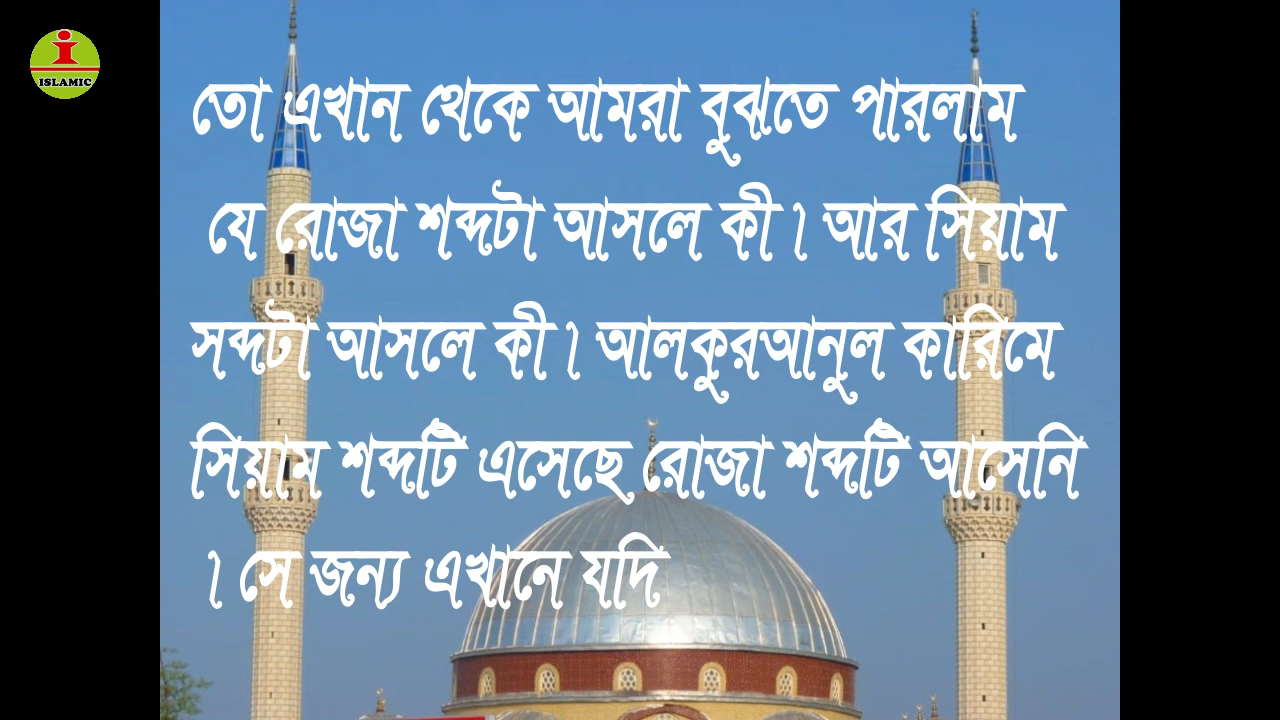 ISLAMIC
তো এখান থেকে আমরা বুঝতে পারলাম
যে রোজা শব্দটা আসলে কী। আর সিয়াম
সব্দটা আসলে কী। আলকুরআনুল কারিমে
সিয়াম শব্দটি এসেছে রোজা শব্দটি আসেনি
। সে জন্য এখানে যদি